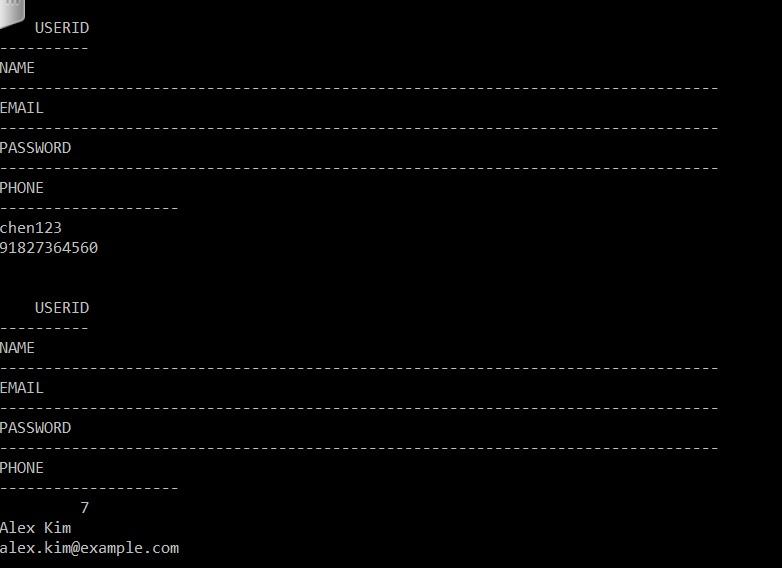 USERID
----------
NAME
--------------------------------------------------------------------------------
EMAIL
--------------------------------------------------------------------------------
PASSWORD
--------------------------------------------------------------------------------
PHONE
--------------------
chen123
91827364560
USERID
----------
NAME
--------------------------------------------------------------------------------
EMAIL
--------------------------------------------------------------------------------
PASSWORD
--------------------------------------------------------------------------------
PHONE
--------------------
7
Alex Kim
alex.kim@example.com